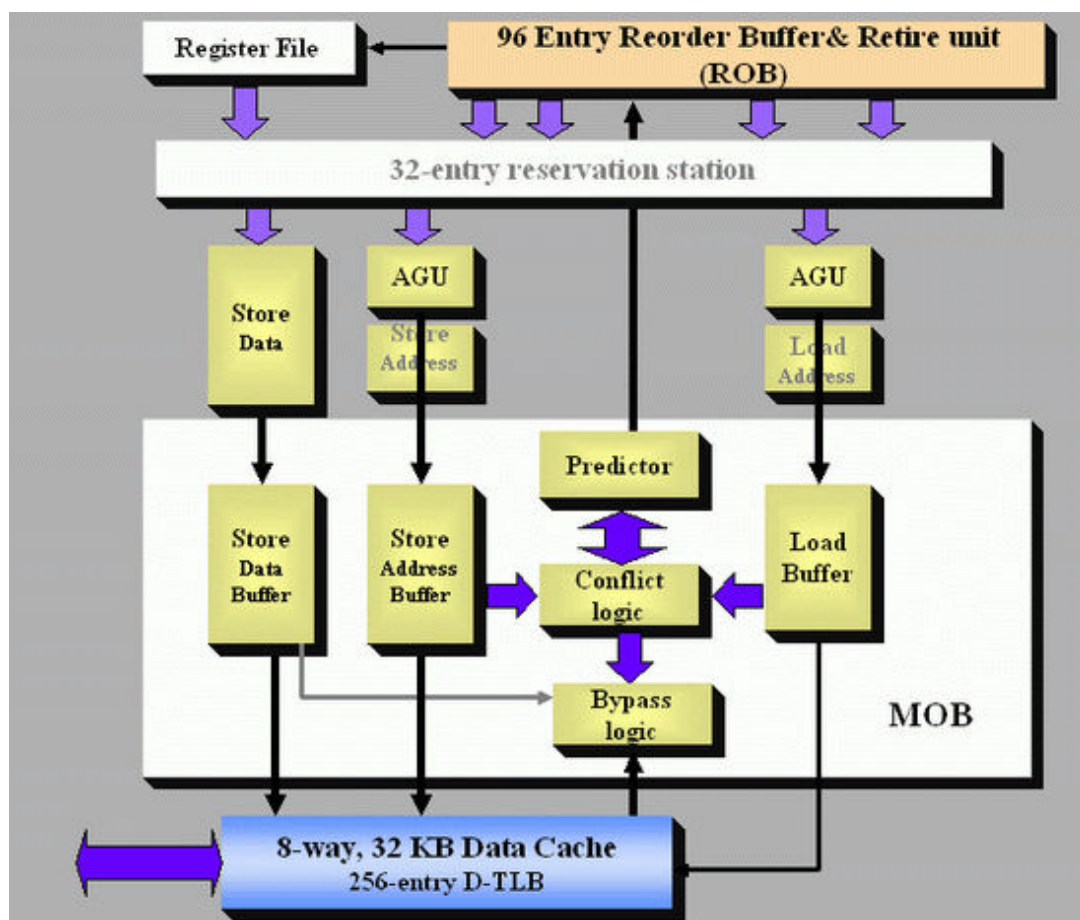 Register File
96 Entry Reorder Buffer& Retire unit
(ROB)
32-entry reservation station
Store
Data
AGU
Store
Address
AGU
Load
Address
Predictor
Store
Data
Buffer
Store
Address
Buffer
Conflict
logic
Load
Buffer
Bypass
logic
MOB
8-way, 32 KB Data Cache
256-entry D-TLB